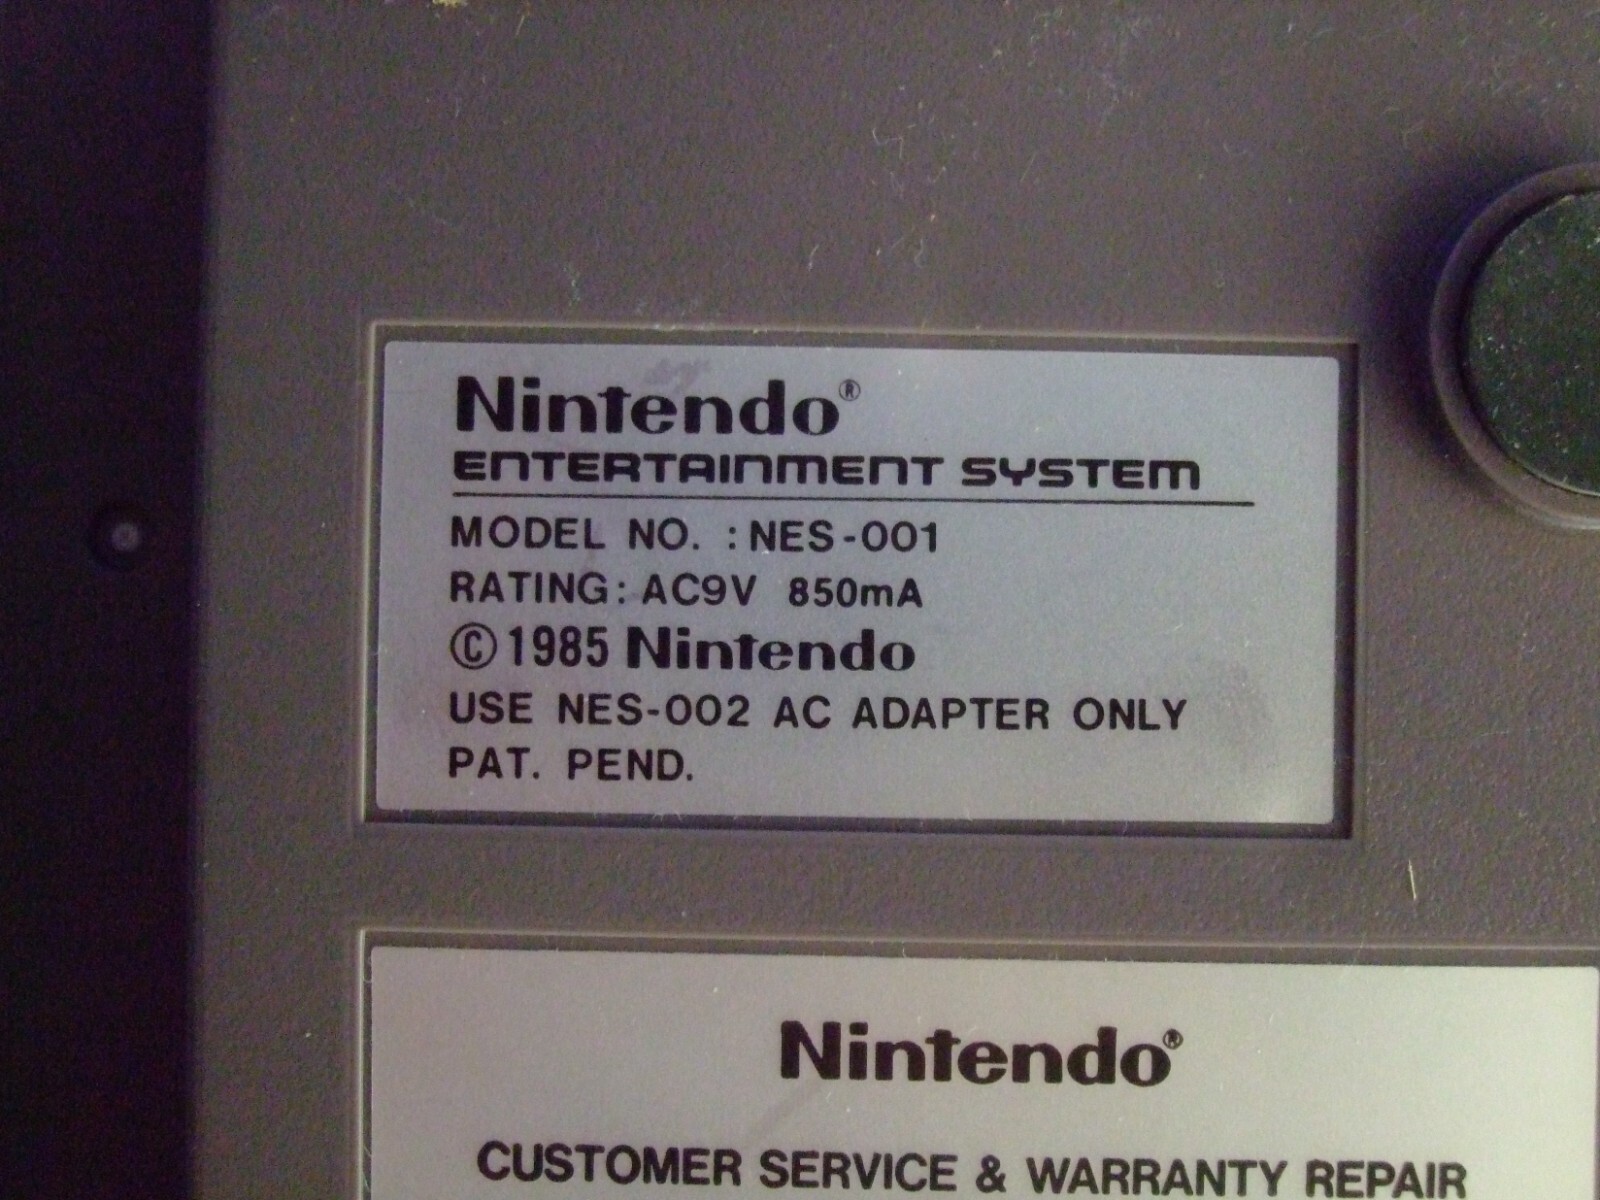 Nintendo®
ENTERTAINMENT SYSTEM
MODEL NO. : NES-001
RATING: AC9V 850mA
©1985 Nintendo
USE NES-002 AC ADAPTER ONLY
PAT. PEND.
Nintendo®
CUSTOMER SERVICE & WARRANTY REPAIR